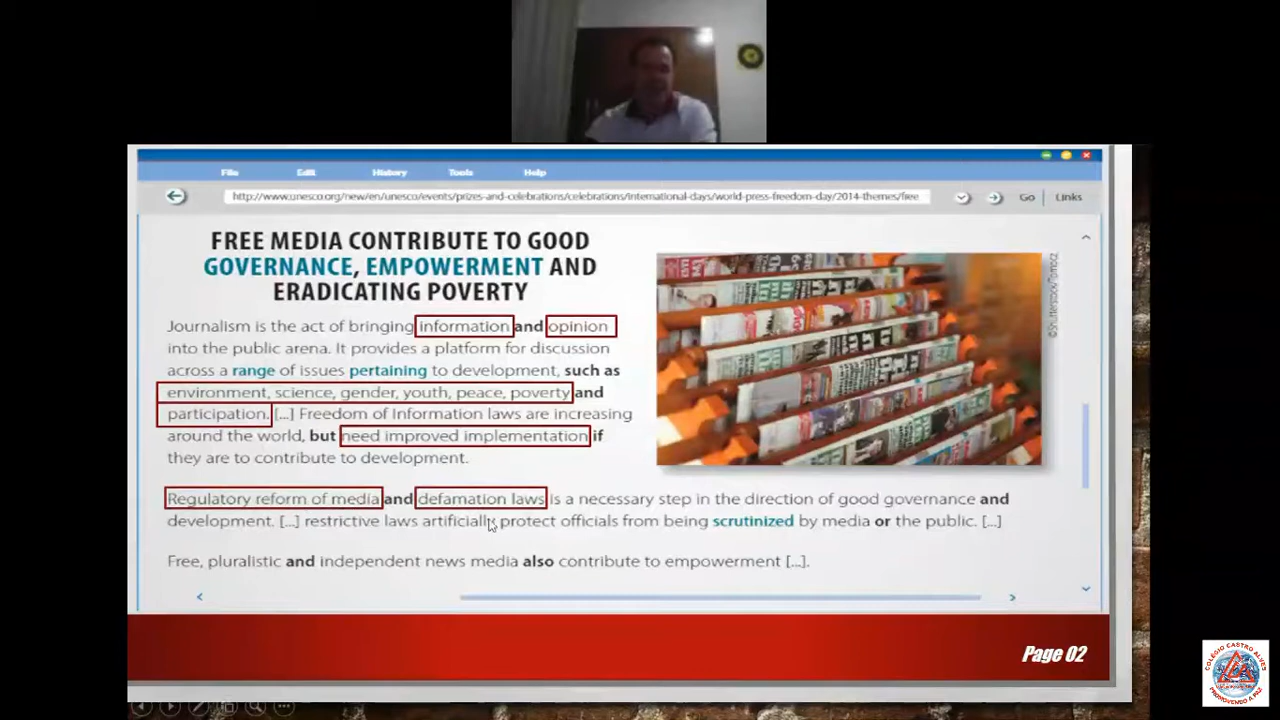 File Edit History Tools Help
http://www.unesco.org/new/en/unesco/events/prizes-and-celebrations/celebrations/international-days/world-press-freedom-day/2014-themes/free
Go Links
FREE MEDIA CONTRIBUTE TO GOOD
GOVERNANCE, EMPOWERMENT AND
ERADICATING POVERTY
Journalism is the act of bringing information and opinion
into the public arena. It provides a platform for discussion
across a range of issues pertaining to development, such as
environment, science, gender, youth, peace, poverty and
participation. [...] Freedom of Information laws are increasing
around the world, but need improved implementation if
they are to contribute to development.
©Shutterstock/Tombcz
Regulatory reform of media and defamation laws is a necessary step in the direction of good governance and
development. [...] restrictive laws artificially protect officials from being scrutinized by media or the public. [...]
Free, pluralistic and independent news media also contribute to empowerment [...].
Page 02
COLÉGIO CASTRO ALVES
PROMOVENDO A PAZ